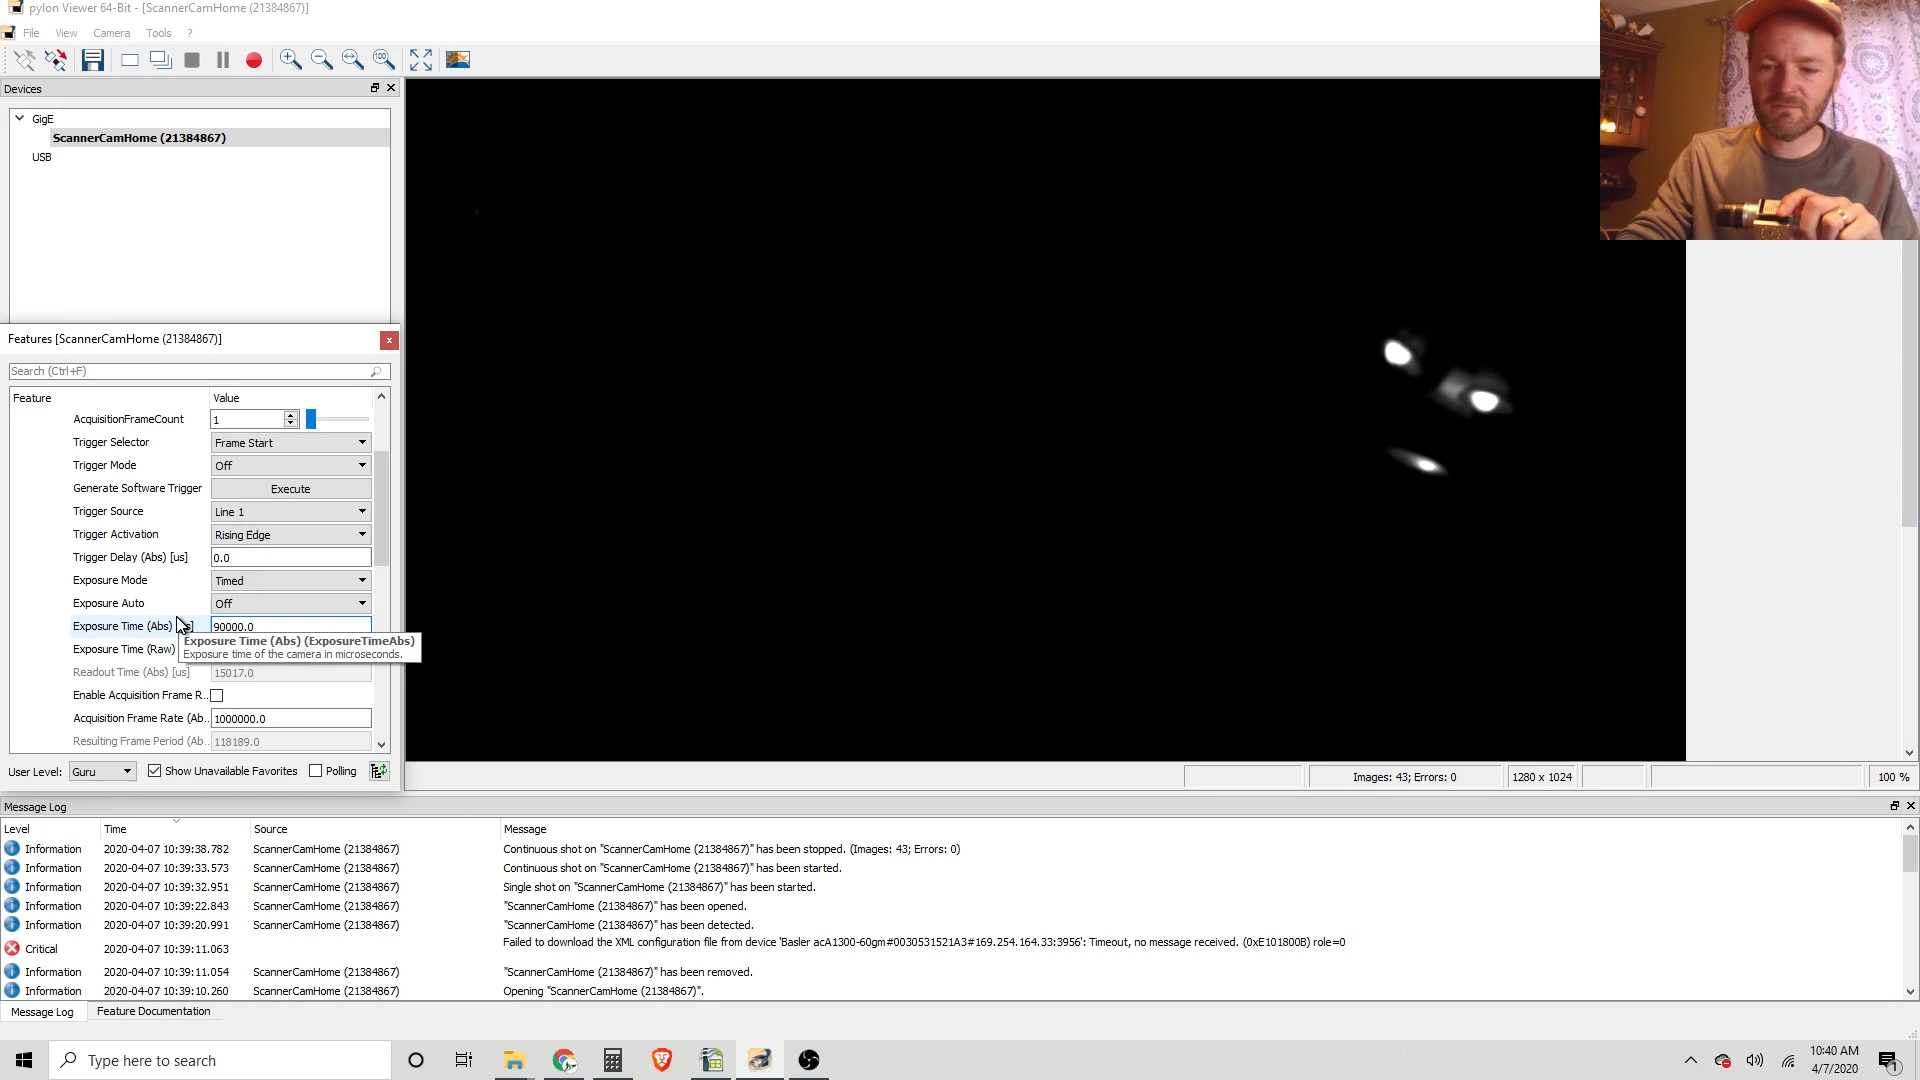 pylon Viewer 64-Bit - [ScannerCamHome (21384867)]
File View Camera Tools ?
100
Devices
GigE
ScannerCamHome (21384867)
USB
Features [ScannerCamHome (21384867)]
x
Search (Ctrl+F)
Feature Value
AcquisitionFrameCount 1
Trigger Selector Frame Start
Trigger Mode Off
Generate Software Trigger Execute
Trigger Source Line 1
Trigger Activation Rising Edge
Trigger Delay (Abs) [us] 0.0
Exposure Mode Timed
Exposure Auto Off
Exposure Time (Abs) 90000.0
Exposure Time (Abs) (ExposureTimeAbs)
Exposure Time (Raw)
Exposure time of the camera in microseconds.
Readout Time (Abs) [us] 15017.0
Enable Acquisition Frame R...
Acquisition Frame Rate (Ab... 1000000.0
Resulting Frame Period (Ab... 118189.0
User Level: Guru Show Unavailable Favorites Polling
Images: 43; Errors: 0 1280 x 1024 100 %
Message Log
Level Time Source Message
Information 2020-04-07 10:39:38.782 ScannerCamHome (21384867) Continuous shot on "ScannerCamHome (21384867)" has been stopped. (Images: 43; Errors: 0)
Information 2020-04-07 10:39:33.573 ScannerCamHome (21384867) Continuous shot on "ScannerCamHome (21384867)" has been started.
Information 2020-04-07 10:39:32.951 ScannerCamHome (21384867) Single shot on "ScannerCamHome (21384867)" has been started.
Information 2020-04-07 10:39:22.843 ScannerCamHome (21384867) "ScannerCamHome (21384867)" has been opened.
Information 2020-04-07 10:39:20.991 ScannerCamHome (21384867) "ScannerCamHome (21384867)" has been detected.
Critical 2020-04-07 10:39:11.063 Failed to download the XML configuration file from device 'Basler acA1300-60gm#0030531521A3#169.254.164.33:3956': Timeout, no message received. (0xE101800B) role=0
Information 2020-04-07 10:39:11.054 ScannerCamHome (21384867) "ScannerCamHome (21384867)" has been removed.
Information 2020-04-07 10:39:10.260 ScannerCamHome (21384867) Opening "ScannerCamHome (21384867)".
Message Log Feature Documentation
Type here to search
10:40 AM
4/7/2020
1